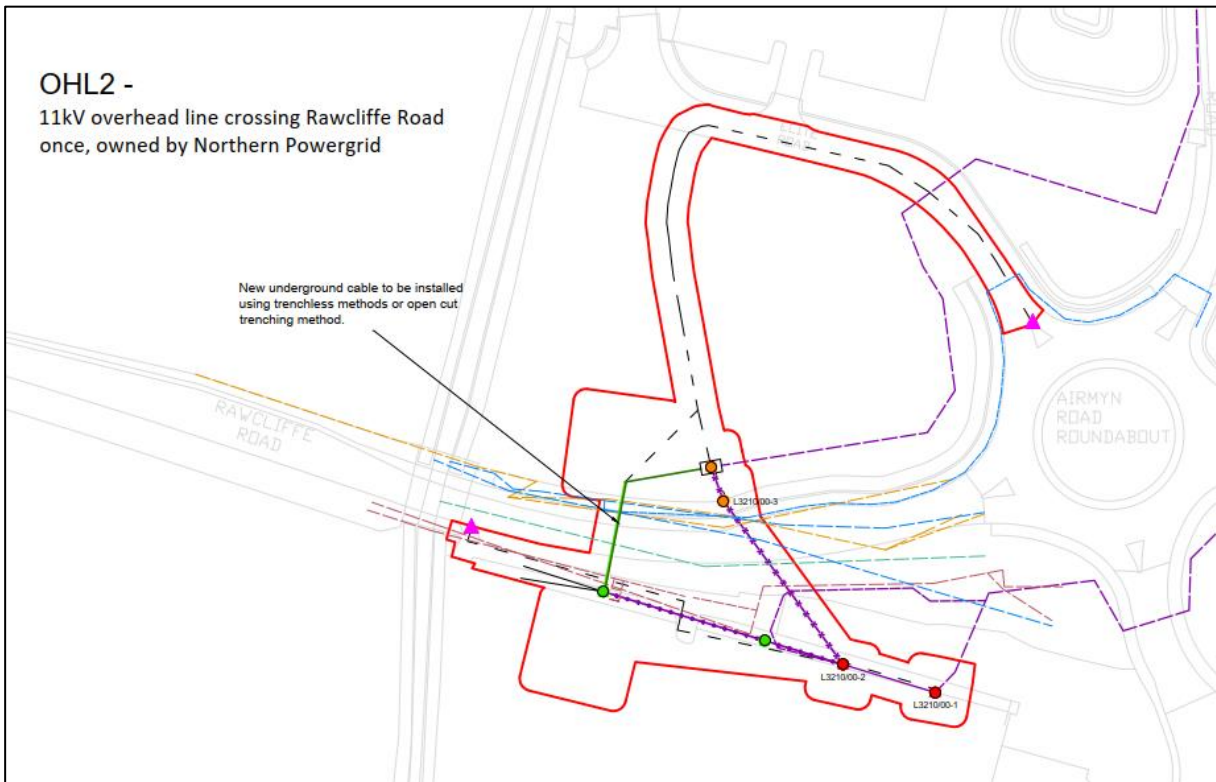 OHL2 -
11kV overhead line crossing Rawcliffe Road
once, owned by Northern Powergrid
ELITE
ROAD
New underground cable to be installed
using trenchless methods or open cut
trenching method.
RAWCLIFFE
ROAD
AIRMYN
ROAD
ROUNDABOUT
L3210/00-3
L3210/00-2
L3210/00-1